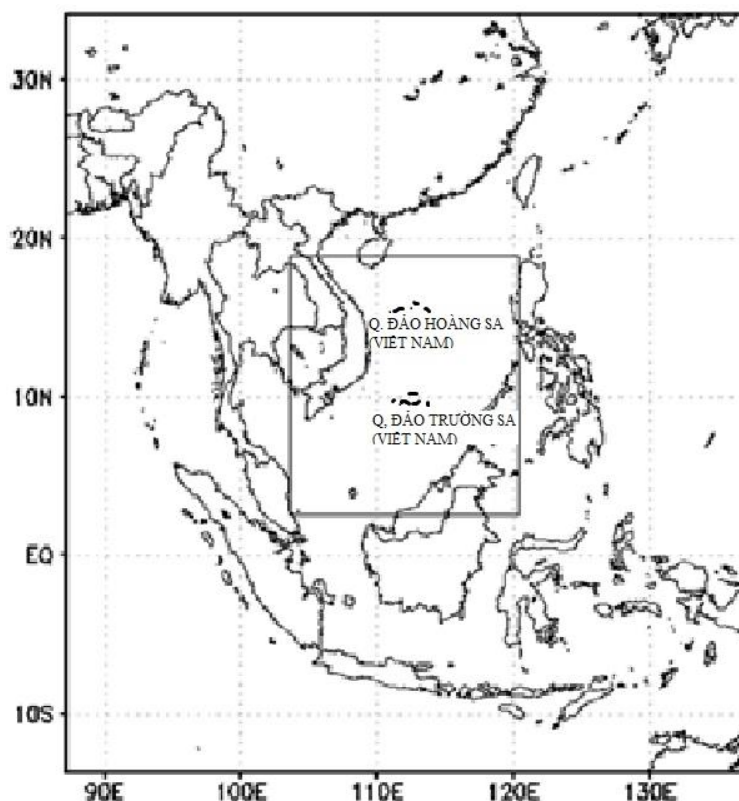 30N
20N
Q. ĐẢO HOÀNG SA
(VIỆT NAM)
10N
Q, ĐẢO TRƯỜNG SA
(VIỆT NAM)
EQ
10S
90E 100E 110E 120E 130E